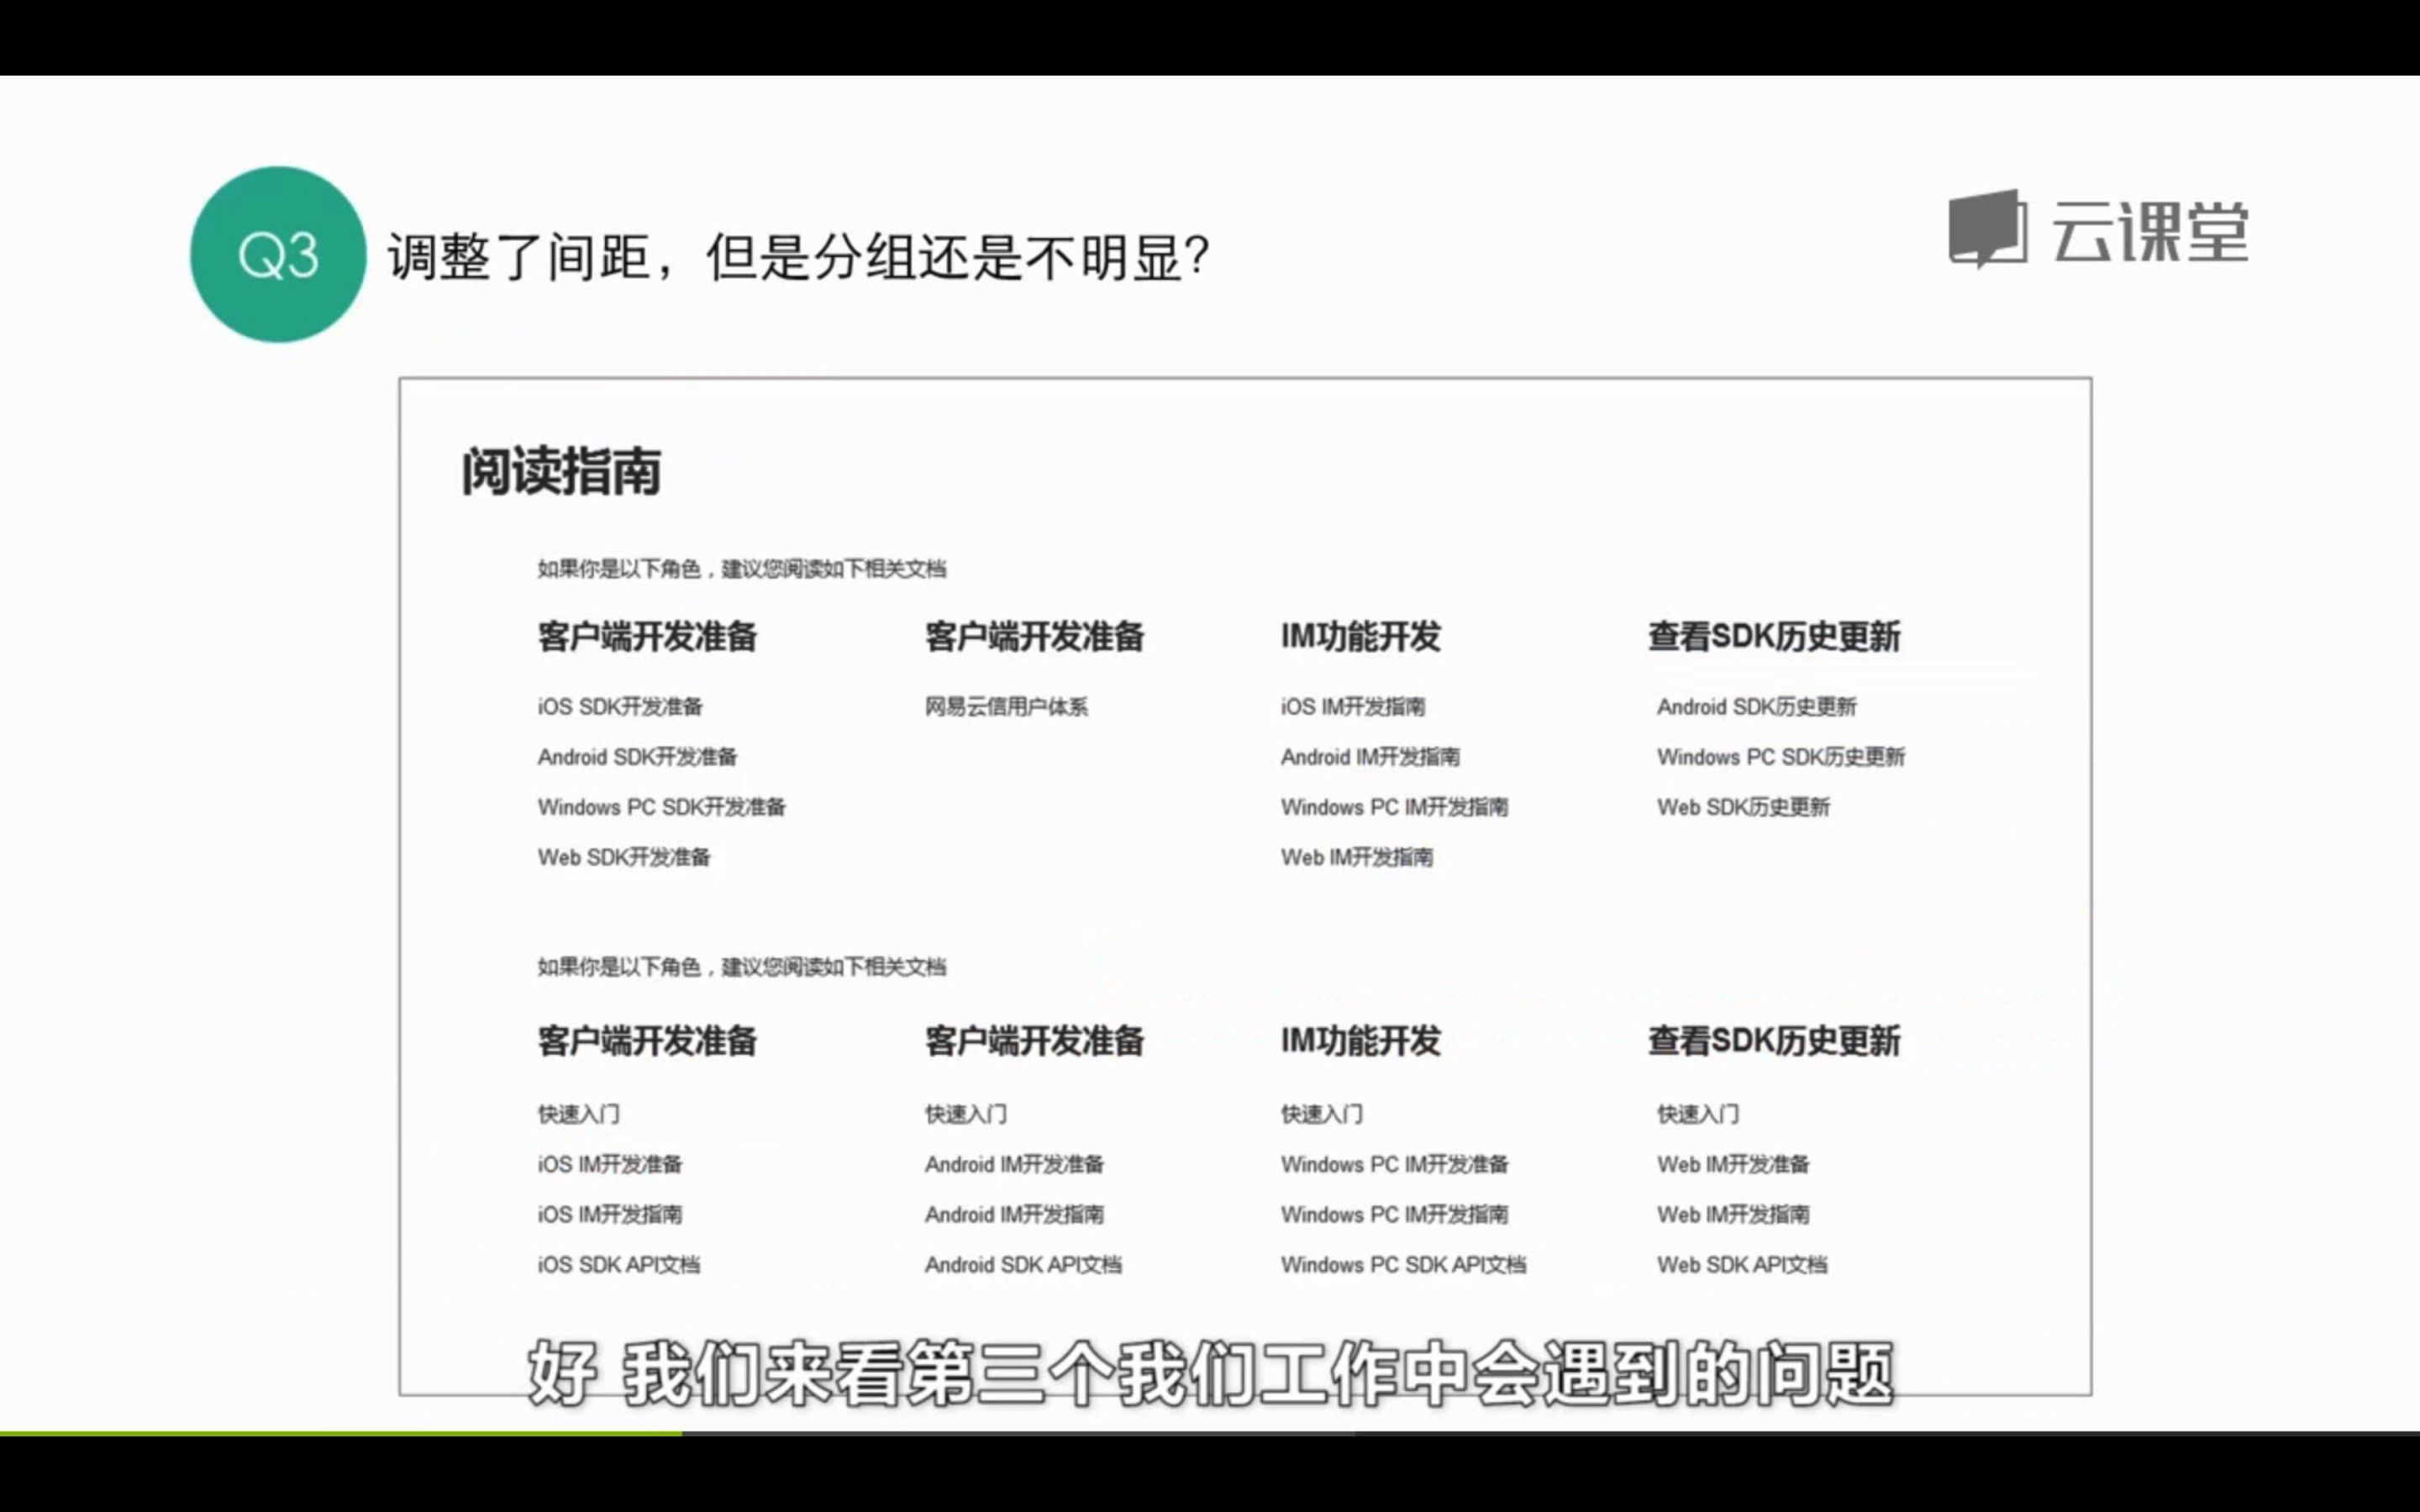 Q3 调整了间距，但是分组还是不明显？
云课堂
阅读指南
如果你是以下角色，建议您阅读如下相关文档
客户端开发准备 客户端开发准备 IM功能开发 查看SDK历史更新
iOS SDK开发准备 网易云信用户体系 iOS IM开发指南 Android SDK历史更新
Android SDK开发准备 Android IM开发指南 Windows PC SDK历史更新
Windows PC SDK开发准备 Windows PC IM开发指南 Web SDK历史更新
Web SDK开发准备 Web IM开发指南
如果你是以下角色，建议您阅读如下相关文档
客户端开发准备 客户端开发准备 IM功能开发 查看SDK历史更新
快速入门 快速入门 快速入门 快速入门
iOS IM开发准备 Android IM开发准备 Windows PC IM开发准备 Web IM开发准备
iOS IM开发指南 Android IM开发指南 Windows PC IM开发指南 Web IM开发指南
iOS SDK API文档 Android SDK API文档 Windows PC SDK API文档 Web SDK API文档
好 我们来看第三个我们工作中会遇到的问题